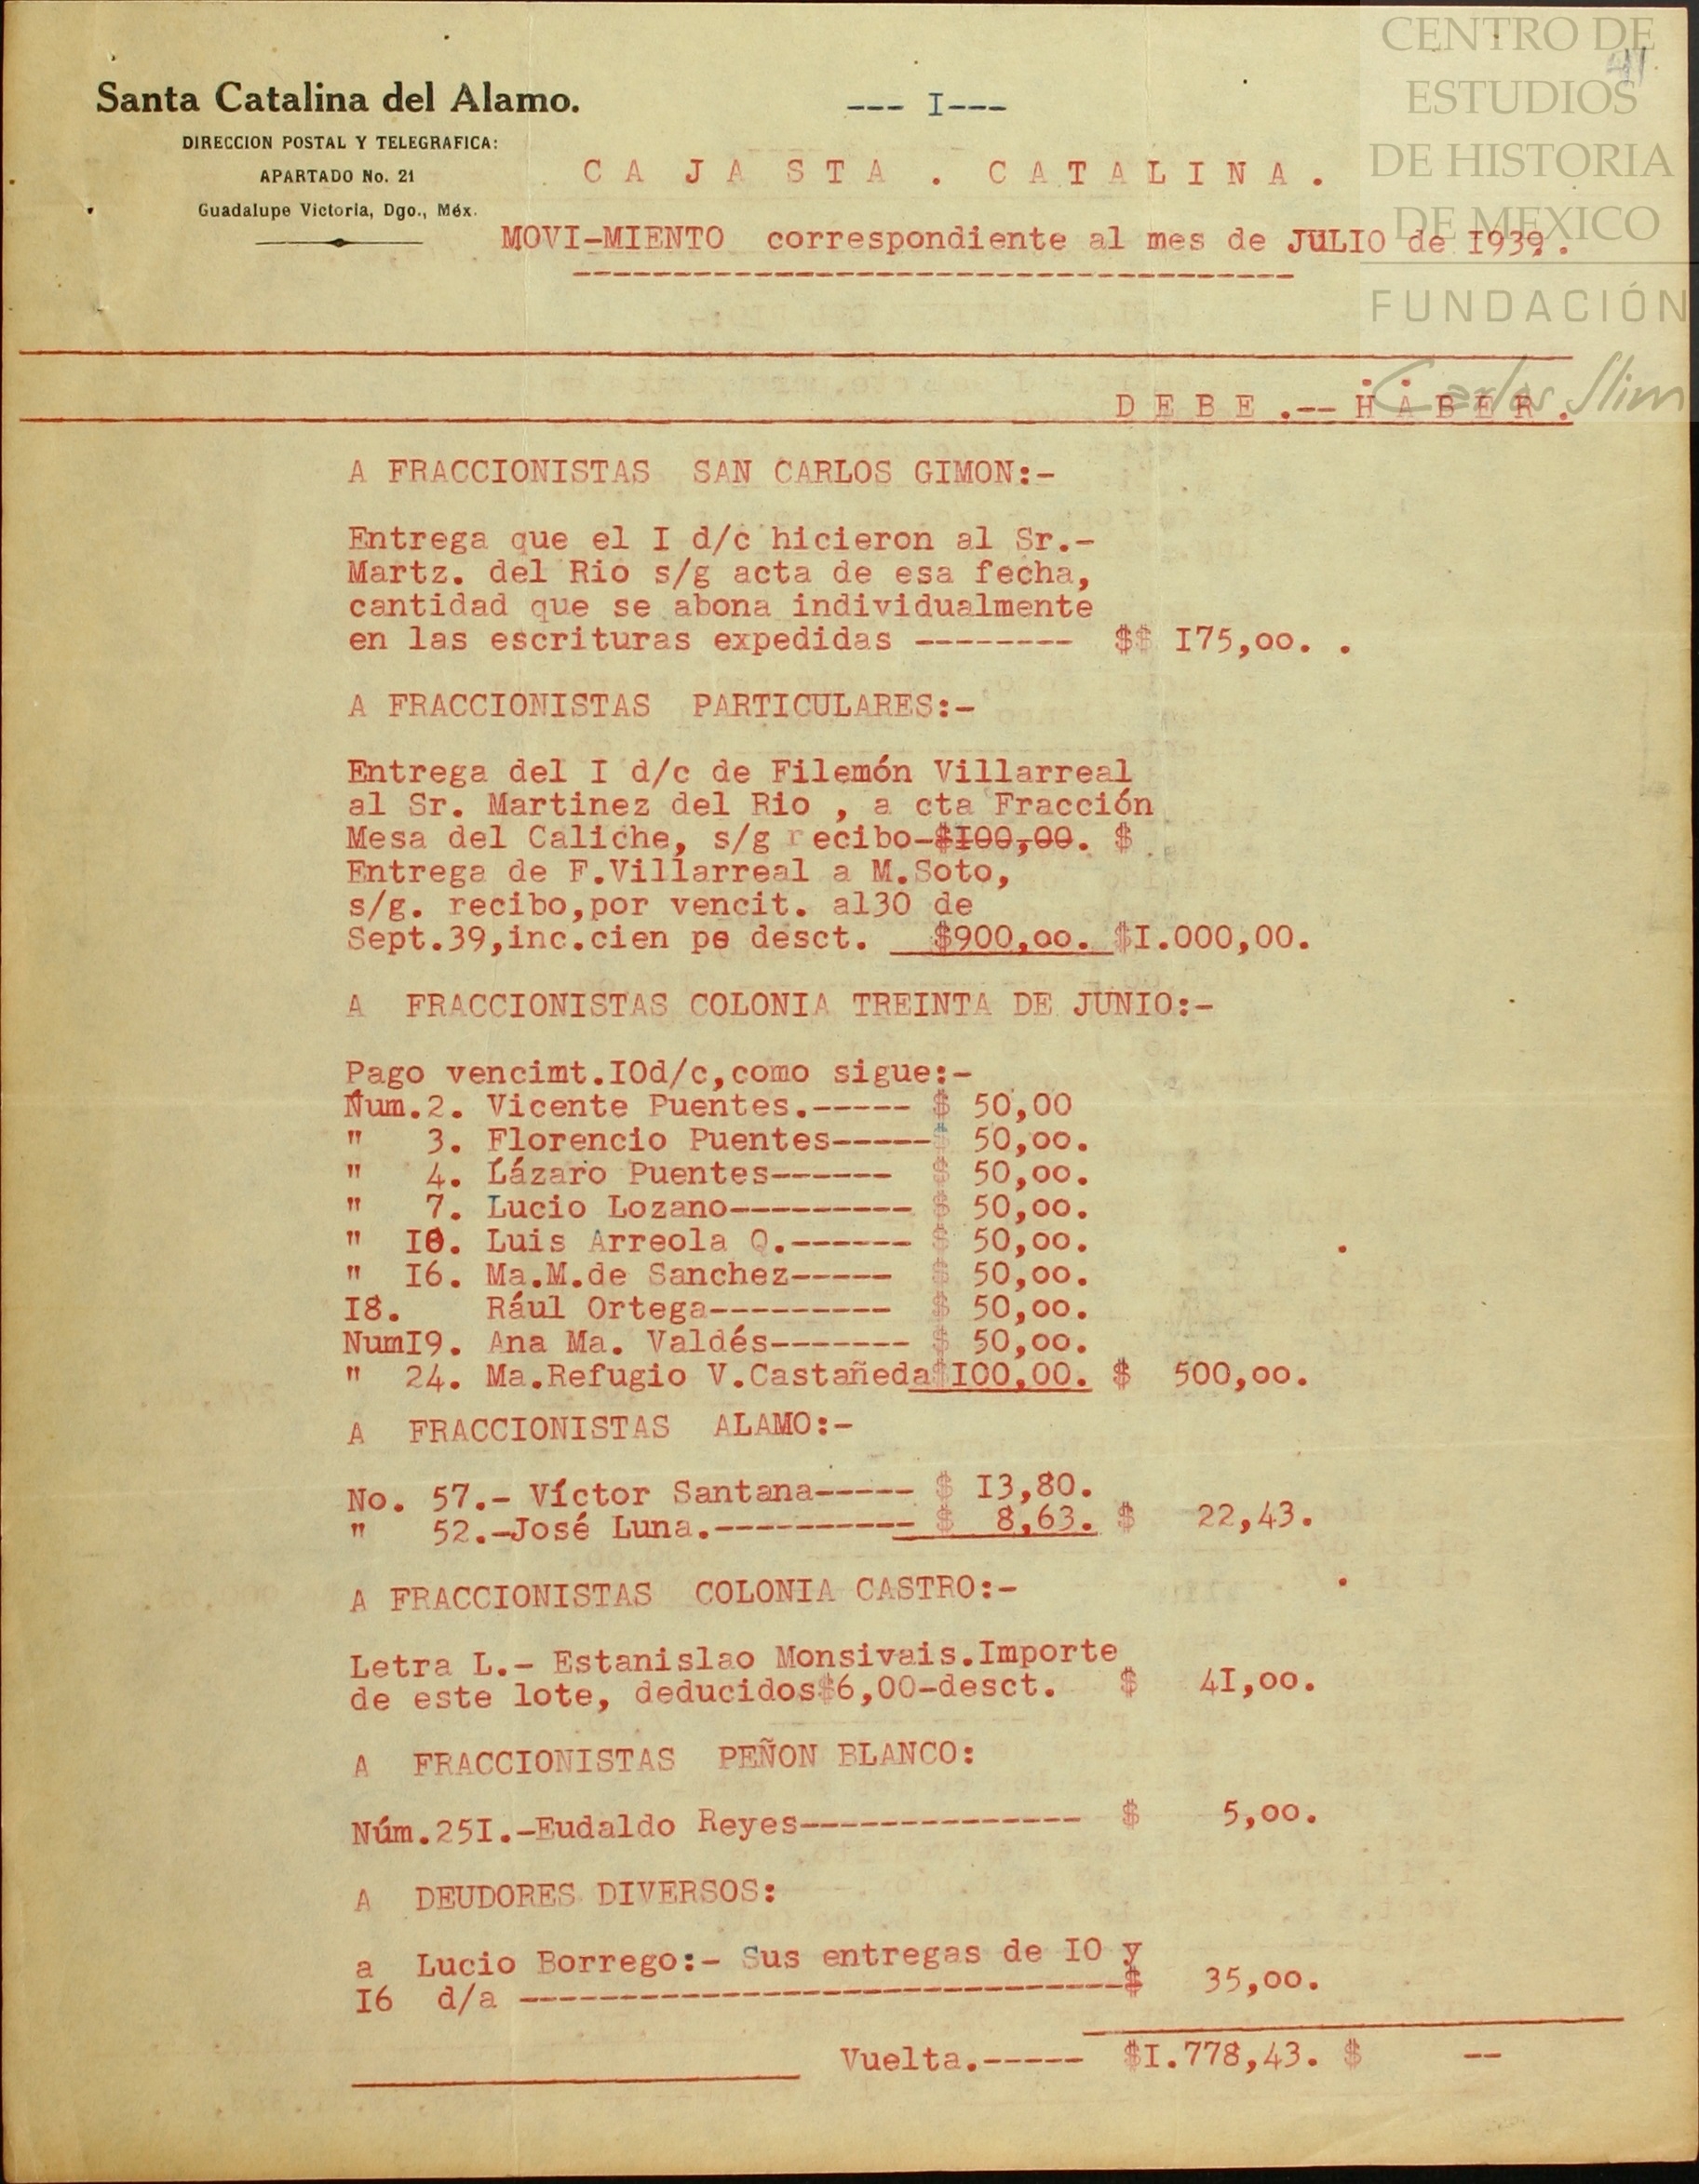 CENTRO DE
ESTUDIOS
DE HISTORIA
DE MEXICO
FUNDACIÓN
Carlos Slim
41.
Santa Catalina del Alamo.
DIRECCION POSTAL Y TELEGRAFICA:
APARTADO No. 21
Guadalupe Victoria, Dgo., Méx.
--- I---
C A J A S T A . C A T A L I N A .
MOVI-MIENTO correspondiente al mes de JULIO de I939.
D E B E .-- H A B E R .
A FRACCIONISTAS SAN CARLOS GIMON:-
Entrega que el I d/c hicieron al Sr.-
Martz. del Rio s/g acta de esa fecha,
cantidad que se abona individualmente
en las escrituras expedidas -------- $$ I75,oo. .
A FRACCIONISTAS PARTICULARES:-
Entrega del I d/c de Filemón Villarreal
al Sr. Martinez del Rio , a cta Fracción
Mesa del Caliche, s/g recibo-$I00,00. $
Entrega de F.Villarreal a M.Soto,
s/g. recibo,por vencit. al30 de
Sept.39,inc.cien pe desct. $900,oo. $I.000,00.
A FRACCIONISTAS COLONIA TREINTA DE JUNIO:-
Pago vencimt.IOd/c,como sigue:-
Num.2. Vicente Puentes.----- $ 50,00
" 3. Florencio Puentes-----$ 50,oo.
" 4. Lázaro Puentes------ $ 50,oo.
" 7. Lucio Lozano--------- $ 50,oo.
" I0. Luis Arreola Q.------ $ 50,oo.
" I6. Ma.M.de Sanchez----- $ 50,oo.
I8. Rául Ortega--------- $ 50,oo.
NumI9. Ana Ma. Valdés------- $ 50,oo.
" 24. Ma.Refugio V.Castañeda$I00,00. $ 500,oo.
A FRACCIONISTAS ALAMO:-
No. 57.- Víctor Santana----- $ I3,80.
" 52.-José Luna.---------- $ 8,63. $ 22,43.
A FRACCIONISTAS COLONIA CASTRO:-
Letra L.- Estanislao Monsivais.Importe
de este lote, deducidos$6,00-desct. $ 4I,oo.
A FRACCIONISTAS PEÑON BLANCO:
Núm.25I.-Eudaldo Reyes-------------- $ 5,oo.
A DEUDORES DIVERSOS:
a Lucio Borrego:- Sus entregas de IO y
I6 d/a ------------------------------$ 35,oo.
Vuelta.----- $I.778,43. $ --